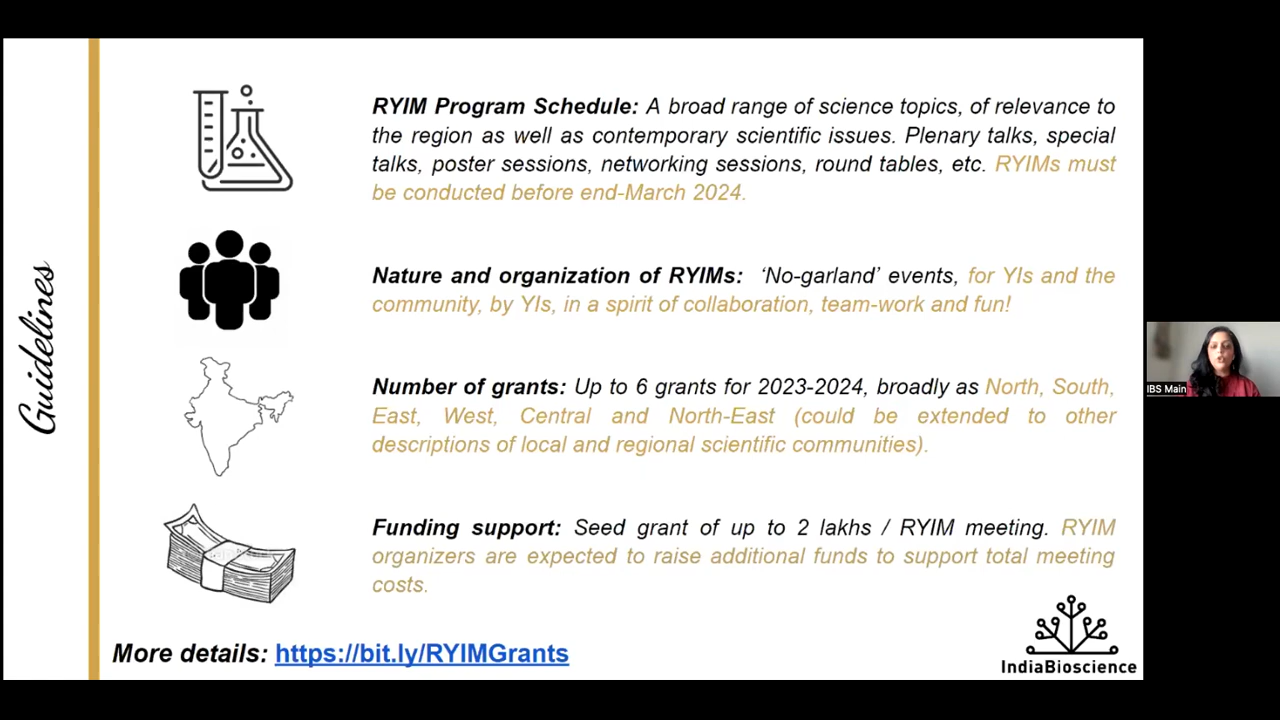 Guidelines
RYIM Program Schedule: A broad range of science topics, of relevance to
the region as well as contemporary scientific issues. Plenary talks, special
talks, poster sessions, networking sessions, round tables, etc. RYIMs must
be conducted before end-March 2024.
Nature and organization of RYIMs: ‘No-garland’ events, for YIs and the
community, by YIs, in a spirit of collaboration, team-work and fun!
Number of grants: Up to 6 grants for 2023-2024, broadly as North, South,
East, West, Central and North-East (could be extended to other
descriptions of local and regional scientific communities).
Funding support: Seed grant of up to 2 lakhs / RYIM meeting. RYIM
organizers are expected to raise additional funds to support total meeting
costs.
More details: https://bit.ly/RYIMGrants
IndiaBioscience
IBS Main